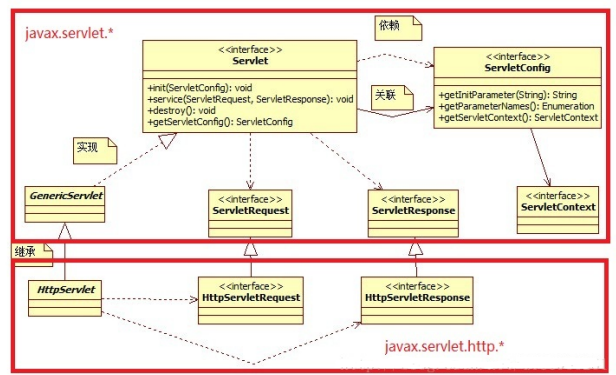 javax.servlet.*
依赖
<<interface>>
Servlet
+init(ServletConfig): void
+service(ServletRequest, ServletResponse): void
+destroy(): void
+getServletConfig(): ServletConfig
<<interface>>
ServletConfig
+getInitParameter(String): String
+getParameterNames(): Enumeration
+getServletContext(): ServletContext
关联
实现
GenericServlet
<<interface>>
ServletRequest
<<interface>>
ServletResponse
<<interface>>
ServletContext
继承
HttpServlet
<<interface>>
HttpServletRequest
<<interface>>
HttpServletResponse
javax.servlet.http.*